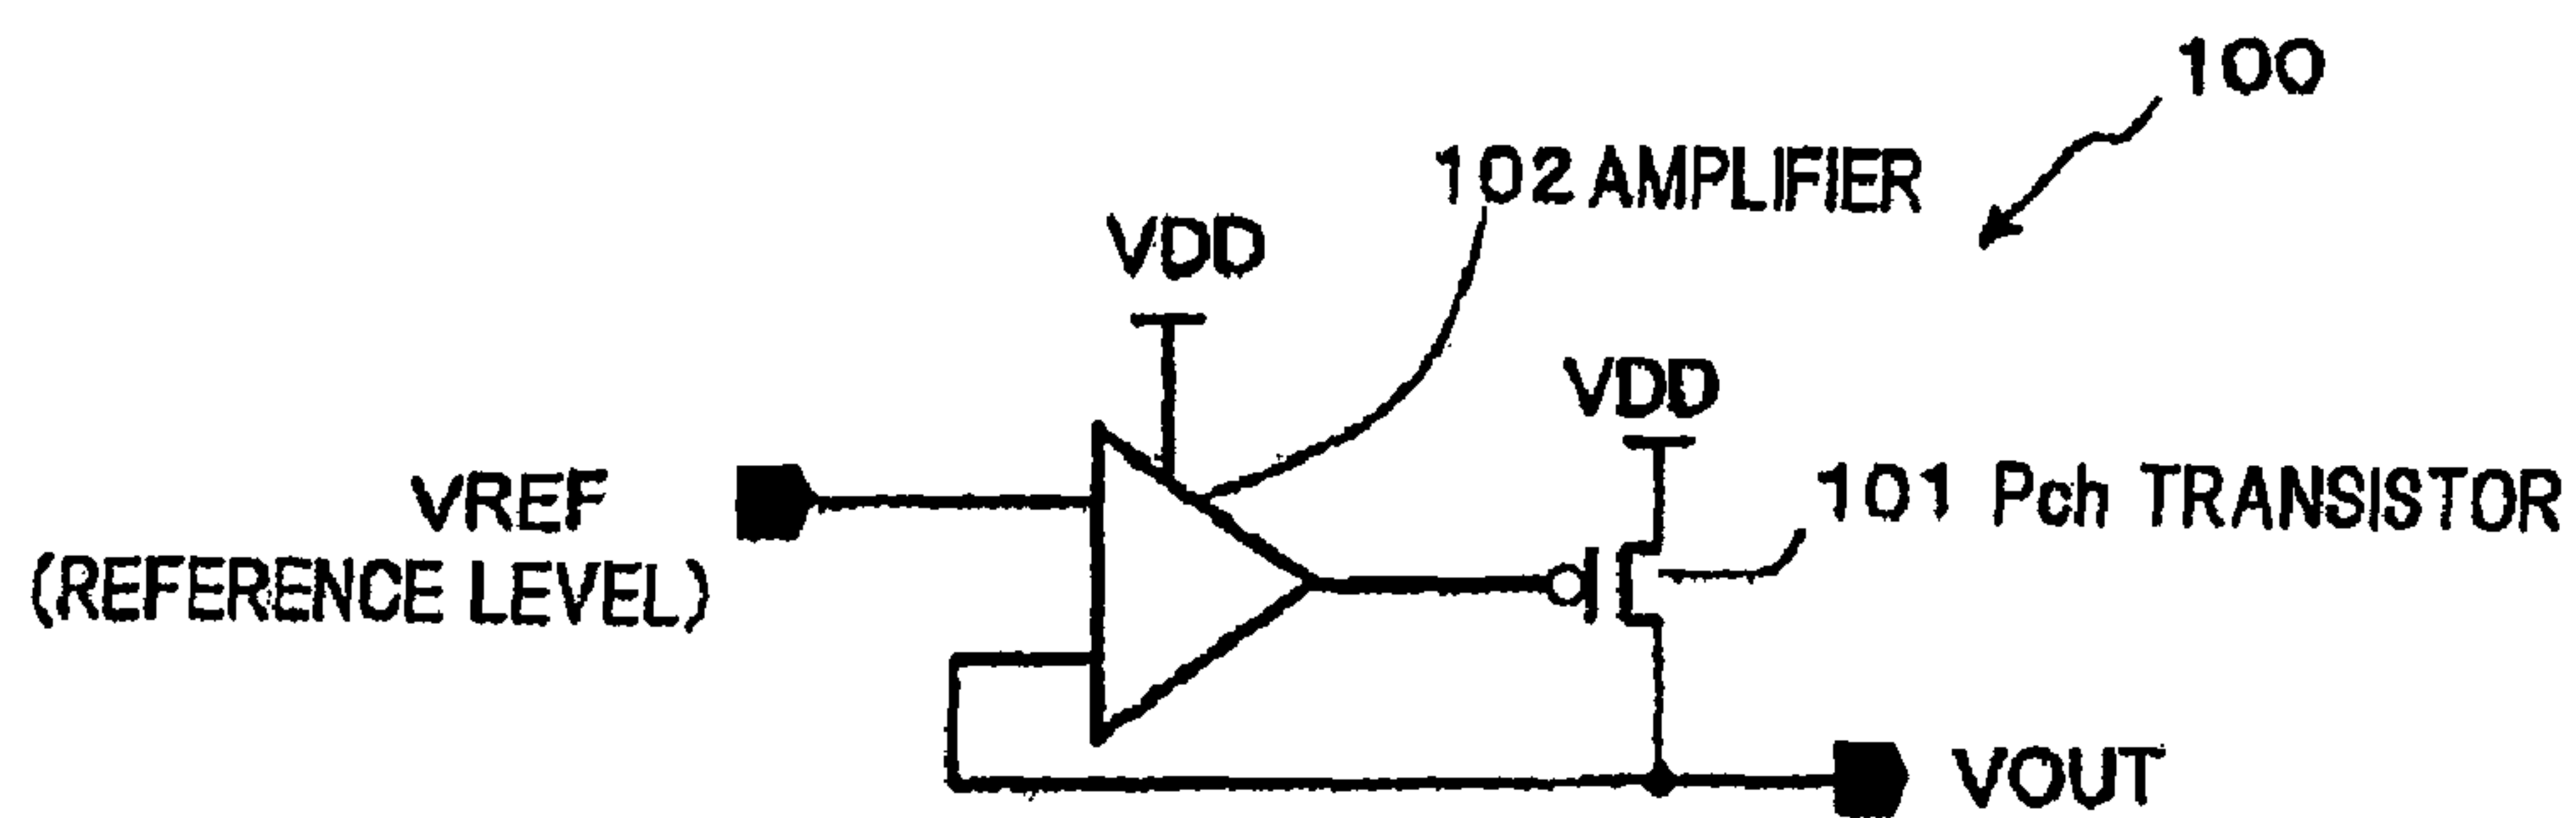 100
102 AMPLIFIER
VDD
VDD
VREF
101 Pch TRANSISTOR
(REFERENCE LEVEL)
VOUT